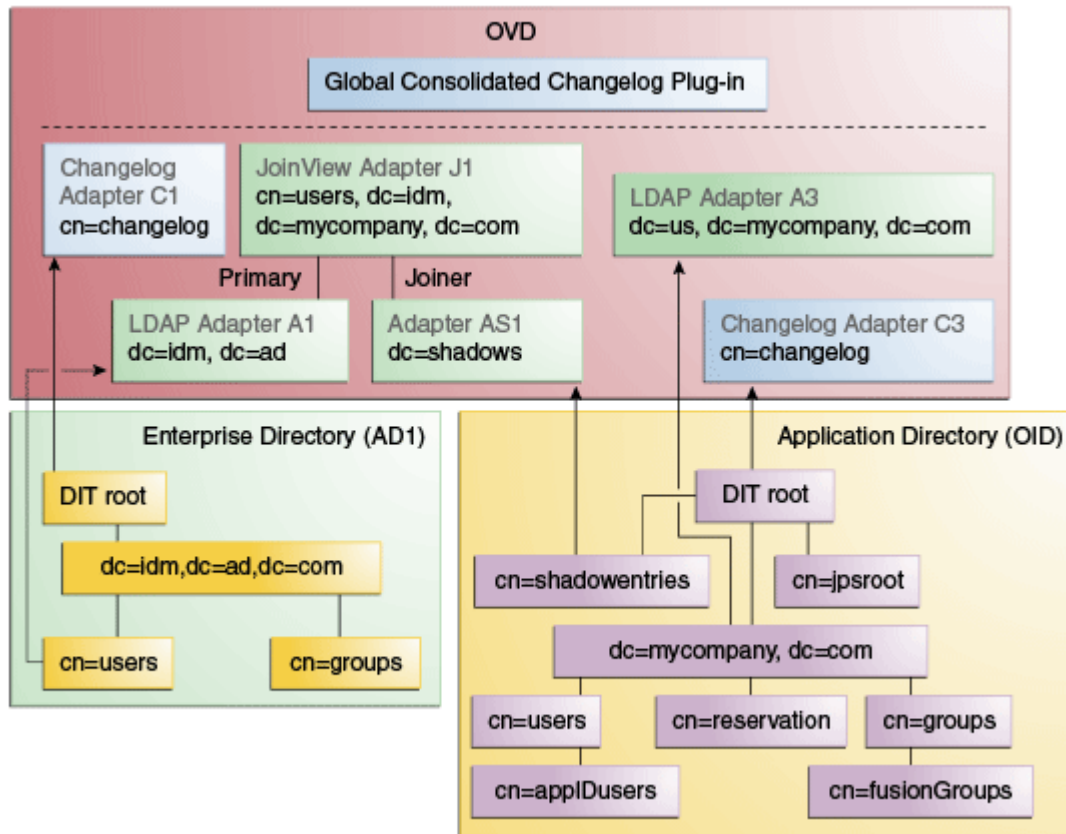 OVD
Global Consolidated Changelog Plug-in
Changelog
Adapter C1
cn=changelog
JoinView Adapter J1
cn=users, dc=idm,
dc=mycompany, dc=com
LDAP Adapter A3
dc=us, dc=mycompany, dc=com
Primary
Joiner
LDAP Adapter A1
dc=idm, dc=ad
Adapter AS1
dc=shadows
Changelog Adapter C3
cn=changelog
Enterprise Directory (AD1)
DIT root
dc=idm,dc=ad,dc=com
cn=users
cn=groups
Application Directory (OID)
DIT root
cn=shadowentries
cn=jpsroot
dc=mycompany, dc=com
cn=users
cn=reservation
cn=groups
cn=appIDusers
cn=fusionGroups